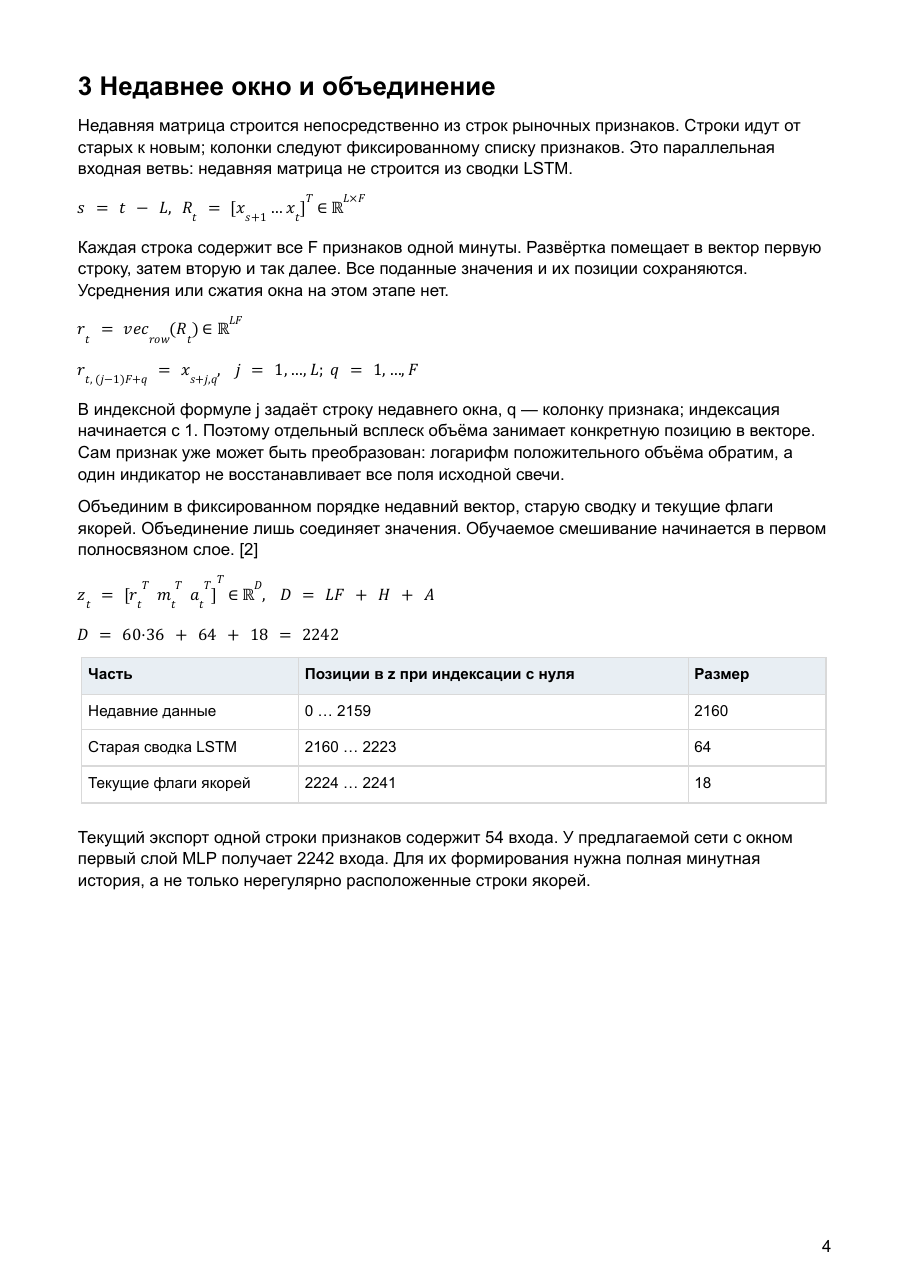 3 Недавнее окно и объединение
Недавняя матрица строится непосредственно из строк рыночных признаков. Строки идут от
старых к новым; колонки следуют фиксированному списку признаков. Это параллельная
входная ветвь: недавняя матрица не строится из сводки LSTM.
s = t − L, R_t = [x_{s+1} … x_t]^T ∈ ℝ^{L×F}
Каждая строка содержит все F признаков одной минуты. Развёртка помещает в вектор первую
строку, затем вторую и так далее. Все поданные значения и их позиции сохраняются.
Усреднения или сжатия окна на этом этапе нет.
r_t = vec_{row}(R_t) ∈ ℝ^{LF}
r_{t, (j−1)F+q} = x_{s+j,q}, j = 1, …, L; q = 1, …, F
В индексной формуле j задаёт строку недавнего окна, q — колонку признака; индексация
начинается с 1. Поэтому отдельный всплеск объёма занимает конкретную позицию в векторе.
Сам признак уже может быть преобразован: логарифм положительного объёма обратим, а
один индикатор не восстанавливает все поля исходной свечи.
Объединим в фиксированном порядке недавний вектор, старую сводку и текущие флаги
якорей. Объединение лишь соединяет значения. Обучаемое смешивание начинается в первом
полносвязном слое. [2]
z_t = [r_t^T m_t^T a_t^T]^T ∈ ℝ^D, D = LF + H + A
D = 60·36 + 64 + 18 = 2242
Часть Позиции в z при индексации с нуля Размер
Недавние данные 0 … 2159 2160
Старая сводка LSTM 2160 … 2223 64
Текущие флаги якорей 2224 … 2241 18
Текущий экспорт одной строки признаков содержит 54 входа. У предлагаемой сети с окном
первый слой MLP получает 2242 входа. Для их формирования нужна полная минутная
история, а не только нерегулярно расположенные строки якорей.
4